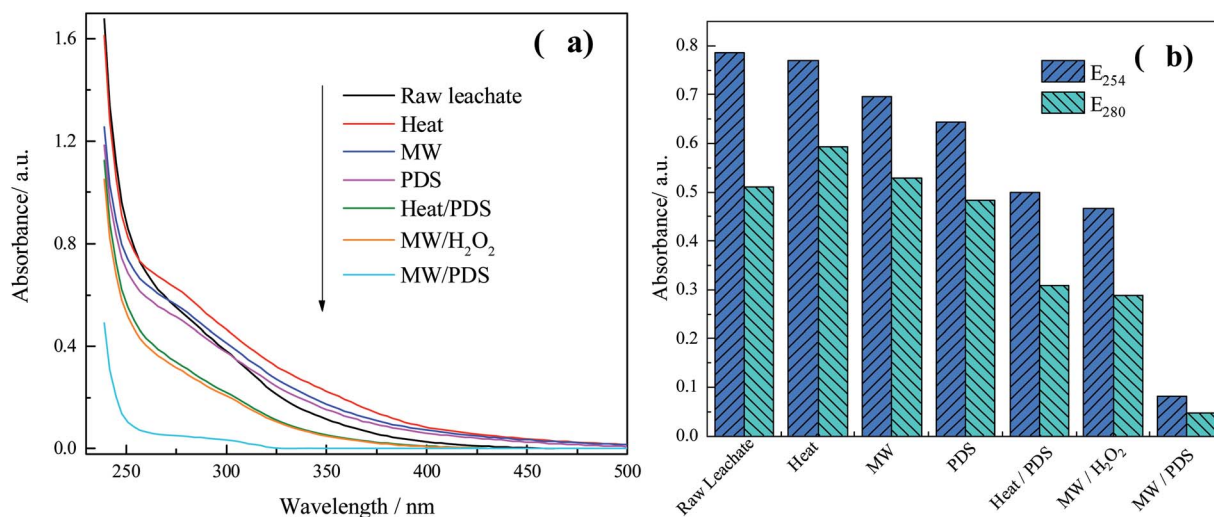 ( a)
1.6
1.2
0.8
0.4
0.0
Absorbance/ a.u.
250
300
350
400
450
500
Wavelength / nm
Raw leachate
Heat
MW
PDS
Heat/PDS
MW/H₂O₂
MW/PDS
( b)
0.8
0.7
0.6
0.5
0.4
0.3
0.2
0.1
0.0
Absorbance/ a.u.
E₂₅₄
E₂₈₀
Raw Leachate
Heat
MW
PDS
Heat / PDS
MW / H₂O₂
MW / PDS